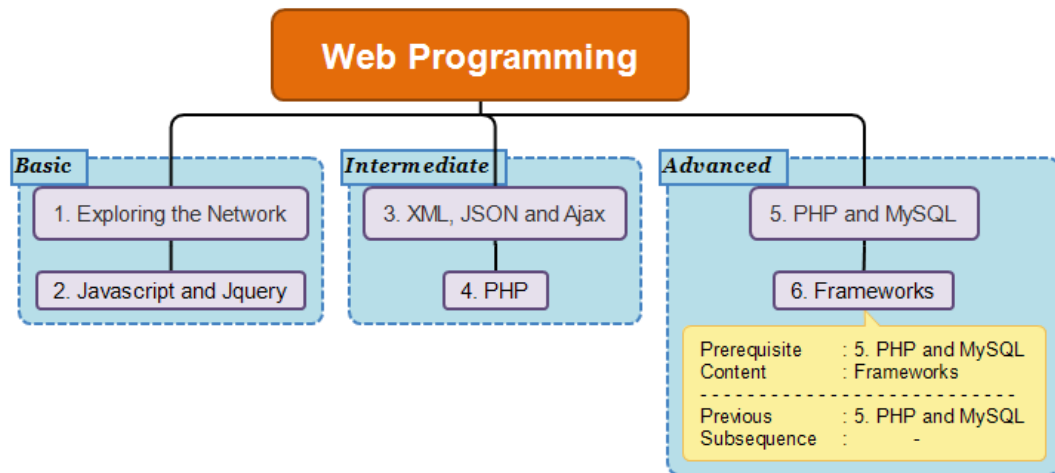 Web Programming
Basic
1. Exploring the Network
2. Javascript and Jquery
Intermediate
3. XML, JSON and Ajax
4. PHP
Advanced
5. PHP and MySQL
6. Frameworks
Prerequisite : 5. PHP and MySQL
Content : Frameworks
- - - - - - - - - - - - - - - - - - - - - - - - - - -
Previous : 5. PHP and MySQL
Subsequence : -